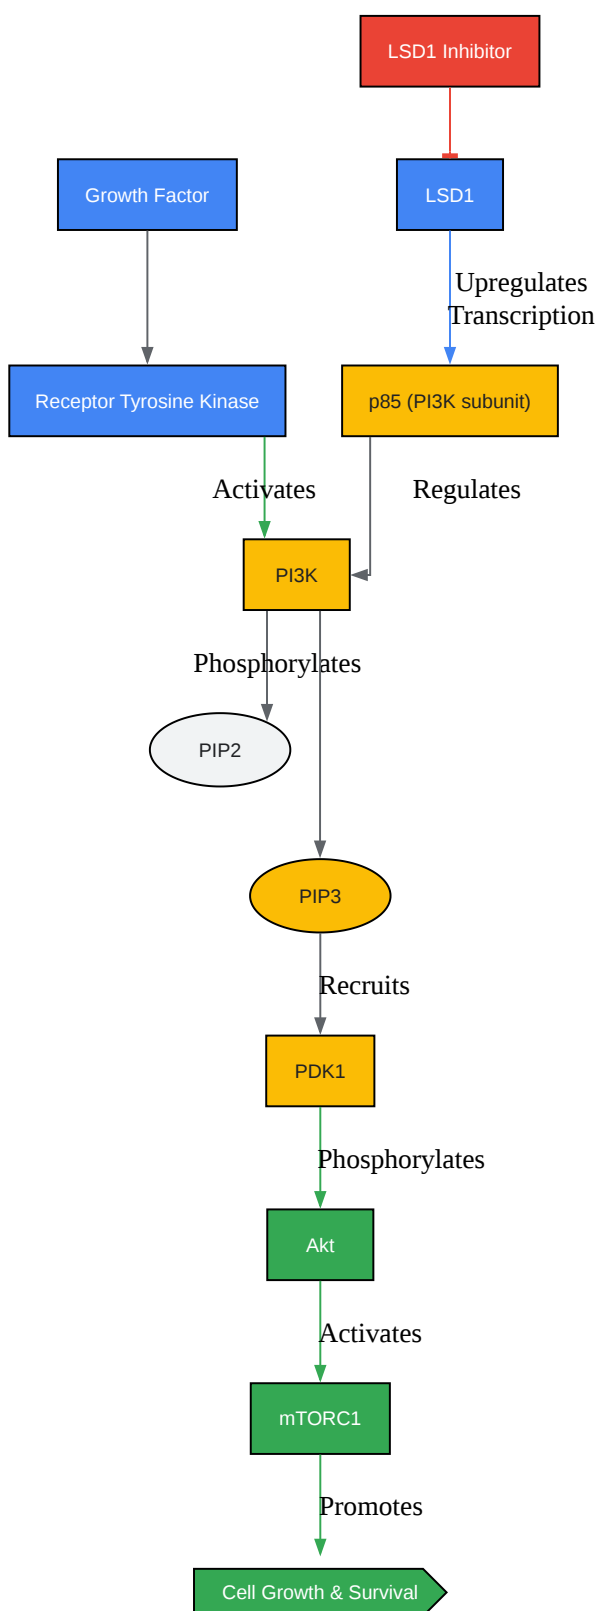 LSD1 Inhibitor
Growth Factor
LSD1
Upregulates
Transcription
Receptor Tyrosine Kinase
p85 (PI3K subunit)
Activates
Regulates
PI3K
Phosphorylates
PIP2
PIP3
Recruits
PDK1
Phosphorylates
Akt
Activates
mTORC1
Promotes
Cell Growth & Survival